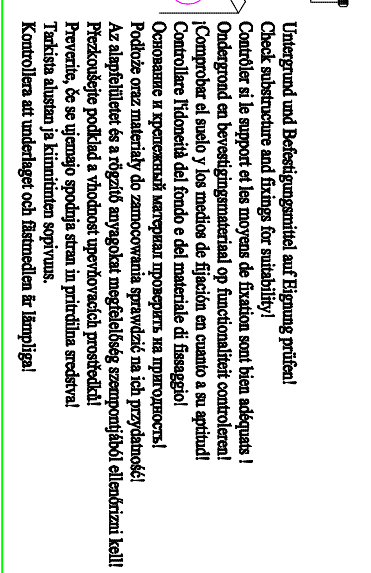 Untergrund und Befestigungsmittel auf Eignung prüfen!
Check substructure and fixings for suitability!
Contrôler si le support et les moyens de fixation sont bien adéquats !
Ondergrond en bevestigingsmateriaal op functionaliteit controleren!
¡Comprobar el suelo y los medios de fijación en cuanto a su aptitud!
Controllare l'idoneità del fondo e del materiale di fissaggio!
Основание и крепежный материал проверить на пригодность!
Podłoże oraz materiały do zamocowania sprawdzić na ich przydatność!
Az alapfelületet és a rögzítő anyagokat megfelelőség szempontjából ellenőrizni kell!
Přezkoušejte podklad a vhodnost upevňovacích prostředků!
Preverite, če se ujemajo spodnja stran in pritrdilna sredstva!
Tarkista alustan ja kiinnitinten sopivuus.
Kontrollera att underlaget och fästmedlen är lämpliga!